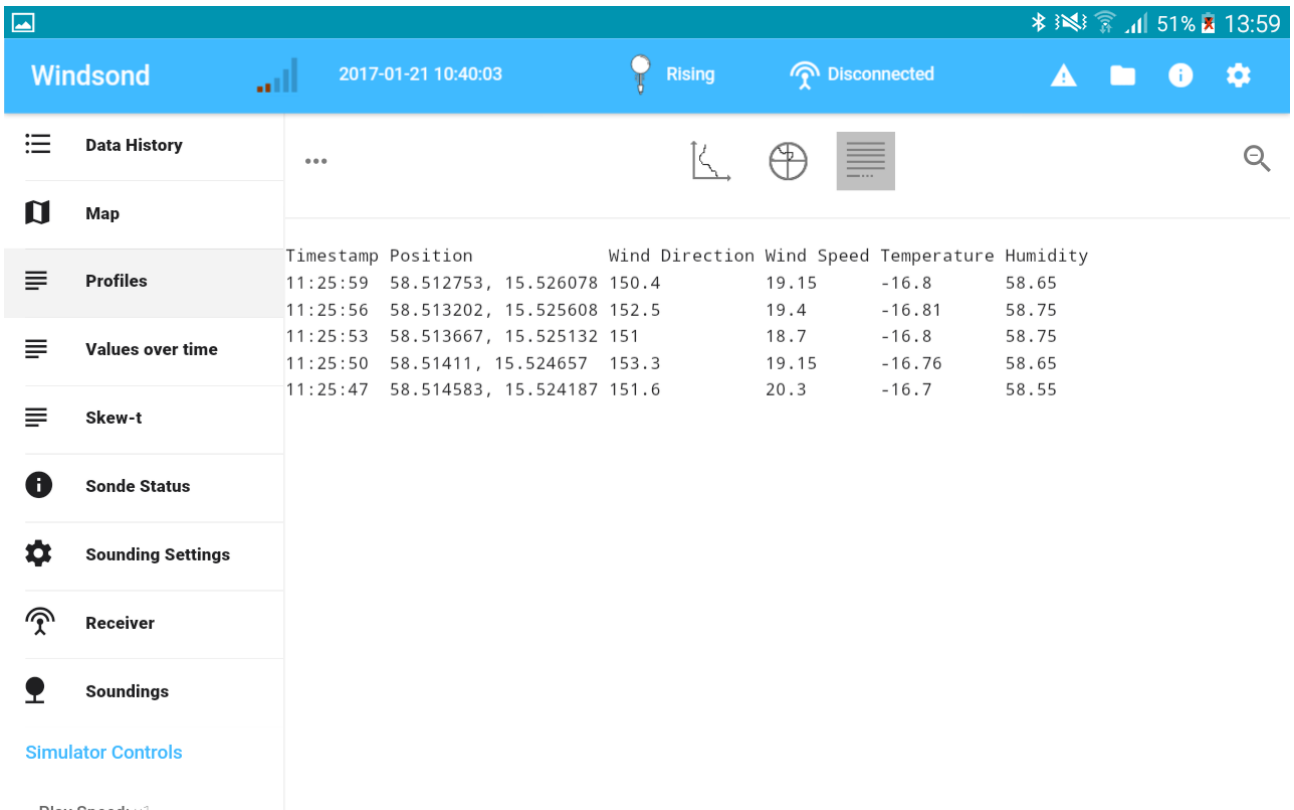 51% 13:59
Windsond 2017-01-21 10:40:03 Rising Disconnected
Data History
Map
Profiles
Values over time
Skew-t
Sonde Status
Sounding Settings
Receiver
Soundings
Simulator Controls
Timestamp Position Wind Direction Wind Speed Temperature Humidity
11:25:59 58.512753, 15.526078 150.4 19.15 -16.8 58.65
11:25:56 58.513202, 15.525608 152.5 19.4 -16.81 58.75
11:25:53 58.513667, 15.525132 151 18.7 -16.8 58.75
11:25:50 58.51411, 15.524657 153.3 19.15 -16.76 58.65
11:25:47 58.514583, 15.524187 151.6 20.3 -16.7 58.55